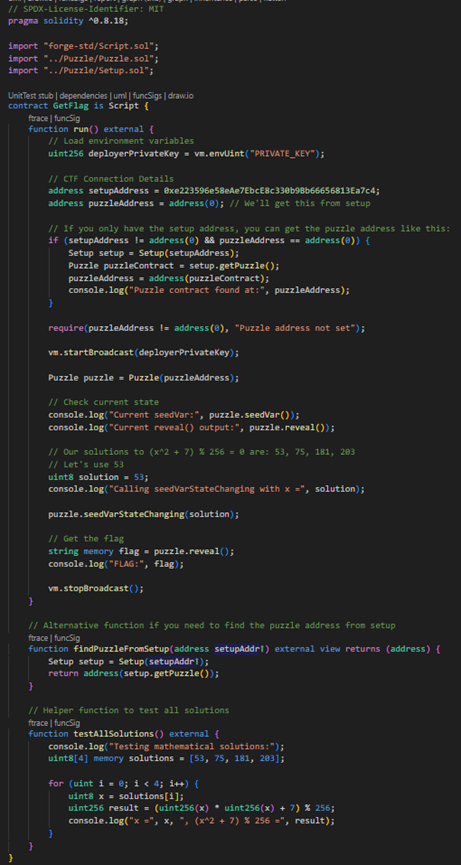 // SPDX-License-Identifier: MIT
pragma solidity ^0.8.18;
import "forge-std/Script.sol";
import "../Puzzle/Puzzle.sol";
import "../Puzzle/Setup.sol";
UnitTest stub | dependencies | uml | funcSigs | draw.io
contract GetFlag is Script {
ftrace | funcSig
function run() external {
// Load environment variables
uint256 deployerPrivateKey = vm.envUint("PRIVATE_KEY");
// CTF Connection Details
address setupAddress = 0xe223596e58eAe7EbcE8c330b9Bb66656813Ea7c4;
address puzzleAddress = address(0); // We'll get this from setup
// If you only have the setup address, you can get the puzzle address like this:
if (setupAddress != address(0) && puzzleAddress == address(0)) {
Setup setup = Setup(setupAddress);
Puzzle puzzleContract = setup.getPuzzle();
puzzleAddress = address(puzzleContract);
console.log("Puzzle contract found at:", puzzleAddress);
}
require(puzzleAddress != address(0), "Puzzle address not set");
vm.startBroadcast(deployerPrivateKey);
Puzzle puzzle = Puzzle(puzzleAddress);
// Check current state
console.log("Current seedVar:", puzzle.seedVar());
console.log("Current reveal() output:", puzzle.reveal());
// Our solutions to (x^2 + 7) % 256 = 0 are: 53, 75, 181, 203
// Let's use 53
uint8 solution = 53;
console.log("Calling seedVarStateChanging with x =", solution);
puzzle.seedVarStateChanging(solution);
// Get the flag
string memory flag = puzzle.reveal();
console.log("FLAG:", flag);
vm.stopBroadcast();
}
// Alternative function if you need to find the puzzle address from setup
ftrace | funcSig
function findPuzzleFromSetup(address setupAddr↑) external view returns (address) {
Setup setup = Setup(setupAddr↑);
return address(setup.getPuzzle());
}
// Helper function to test all solutions
ftrace | funcSig
function testAllSolutions() external {
console.log("Testing mathematical solutions:");
uint8[4] memory solutions = [53, 75, 181, 203];
for (uint i = 0; i < 4; i++) {
uint8 x = solutions[i];
uint256 result = (uint256(x) * uint256(x) + 7) % 256;
console.log("x =", x, ", (x^2 + 7) % 256 =", result);
}
}
}